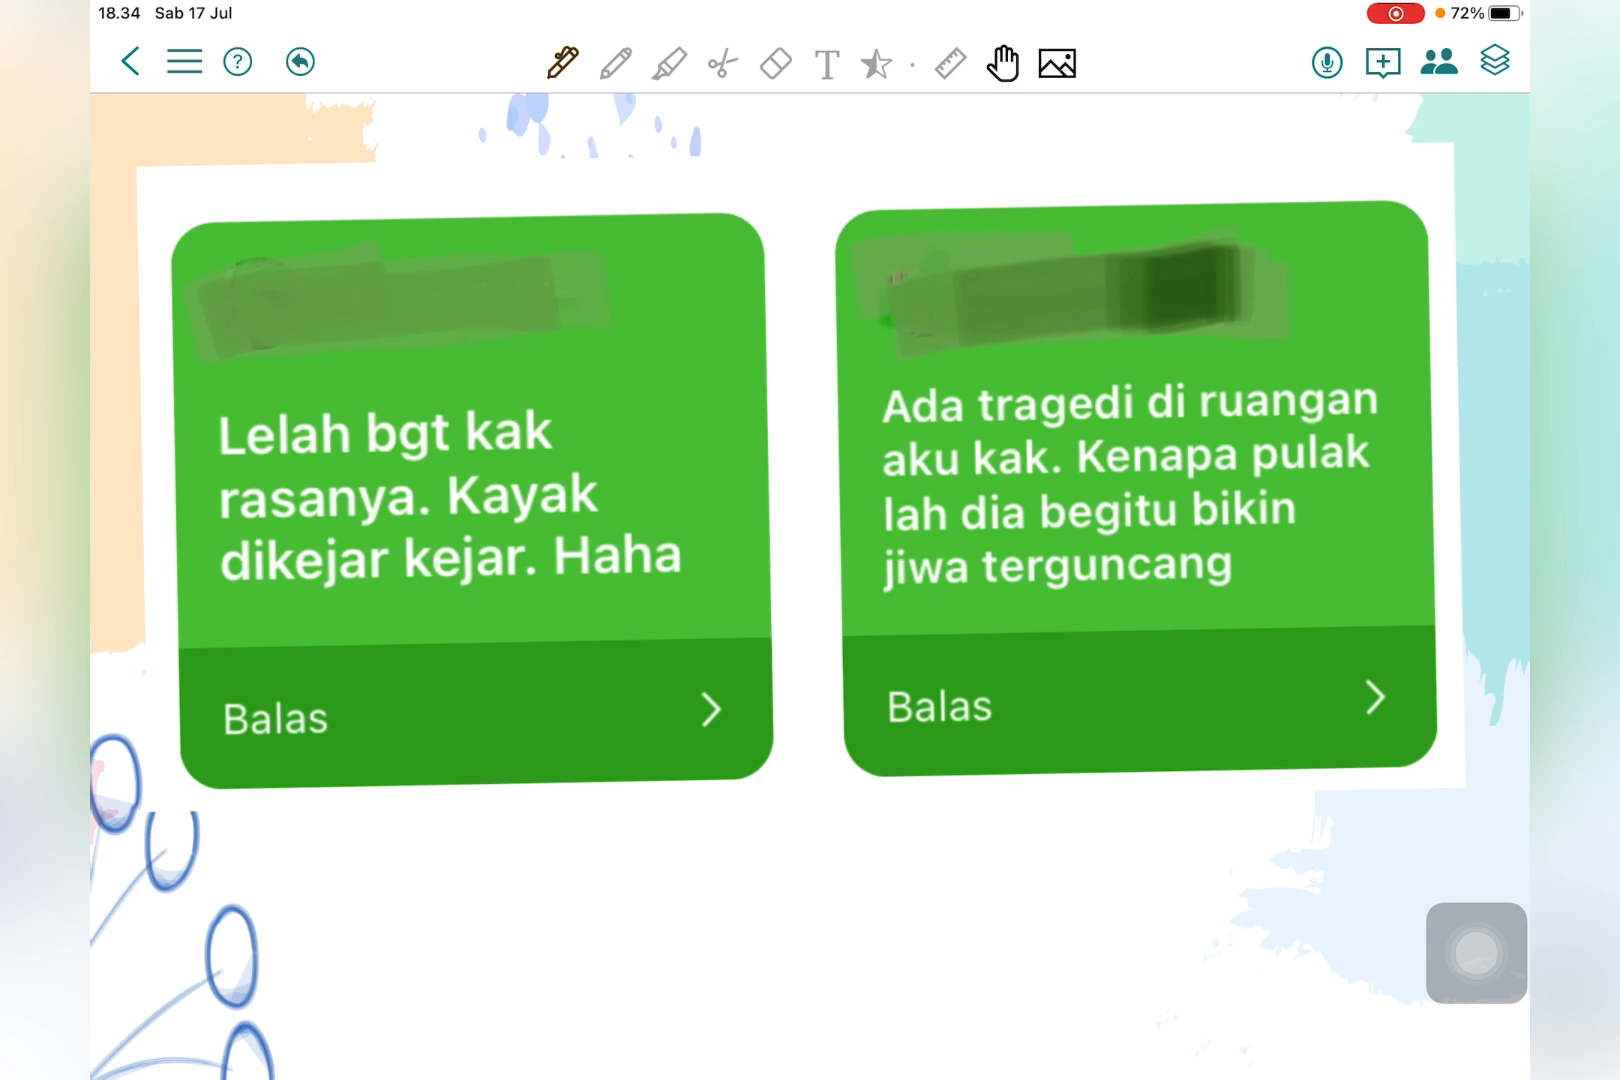 18.34 Sab 17 Jul
72%
Lelah bgt kak
rasanya. Kayak
dikejar kejar. Haha
Balas
Ada tragedi di ruangan
aku kak. Kenapa pulak
lah dia begitu bikin
jiwa terguncang
Balas